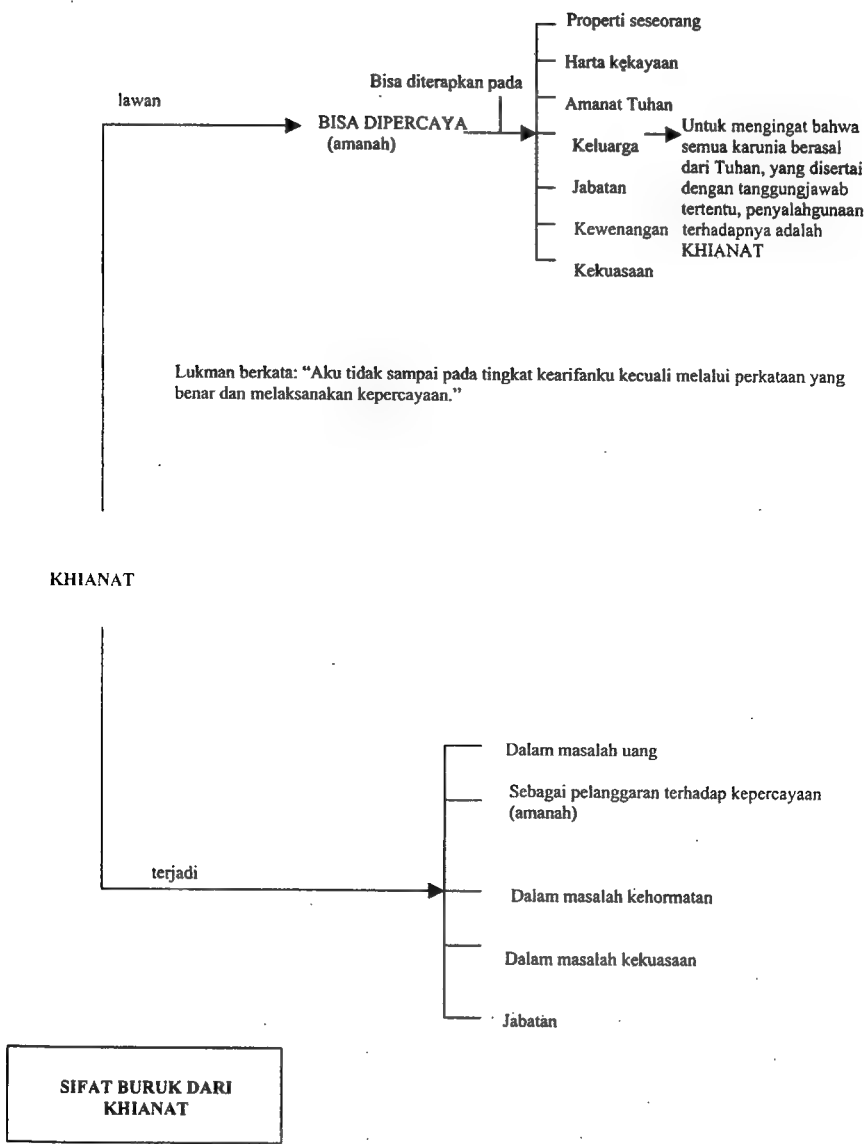 Properti seseorang
Harta kekayaan
Bisa diterapkan pada
lawan
Amanat Tuhan
BISA DIPERCAYA
(amanah)
Keluarga
Untuk mengingat bahwa
semua karunia berasal
dari Tuhan, yang disertai
dengan tanggungjawab
tertentu, penyalahgunaan
terhadapnya adalah
KHIANAT
Jabatan
Kewenangan
Kekuasaan
Lukman berkata: “Aku tidak sampai pada tingkat kearifanku kecuali melalui perkataan yang
benar dan melaksanakan kepercayaan.”
KHIANAT
Dalam masalah uang
Sebagai pelanggaran terhadap kepercayaan
(amanah)
terjadi
Dalam masalah kehormatan
Dalam masalah kekuasaan
Jabatan
SIFAT BURUK DARI
KHIANAT